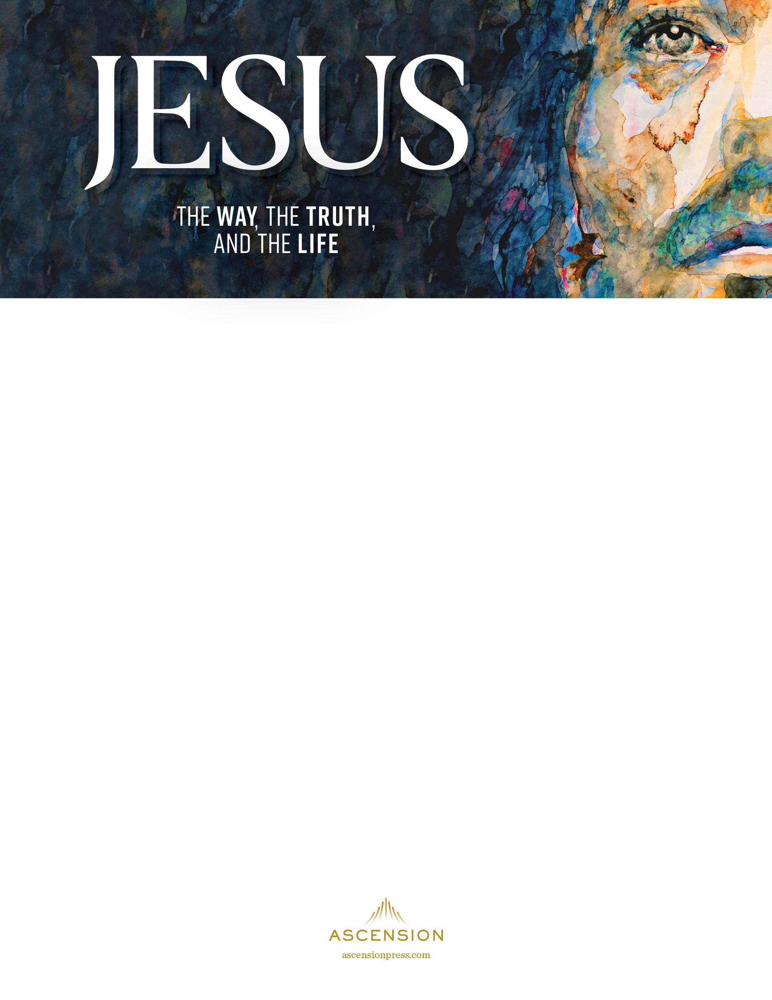 JESUS
THE WAY, THE TRUTH,
AND THE LIFE
ASCENSION
ascensionpress.com